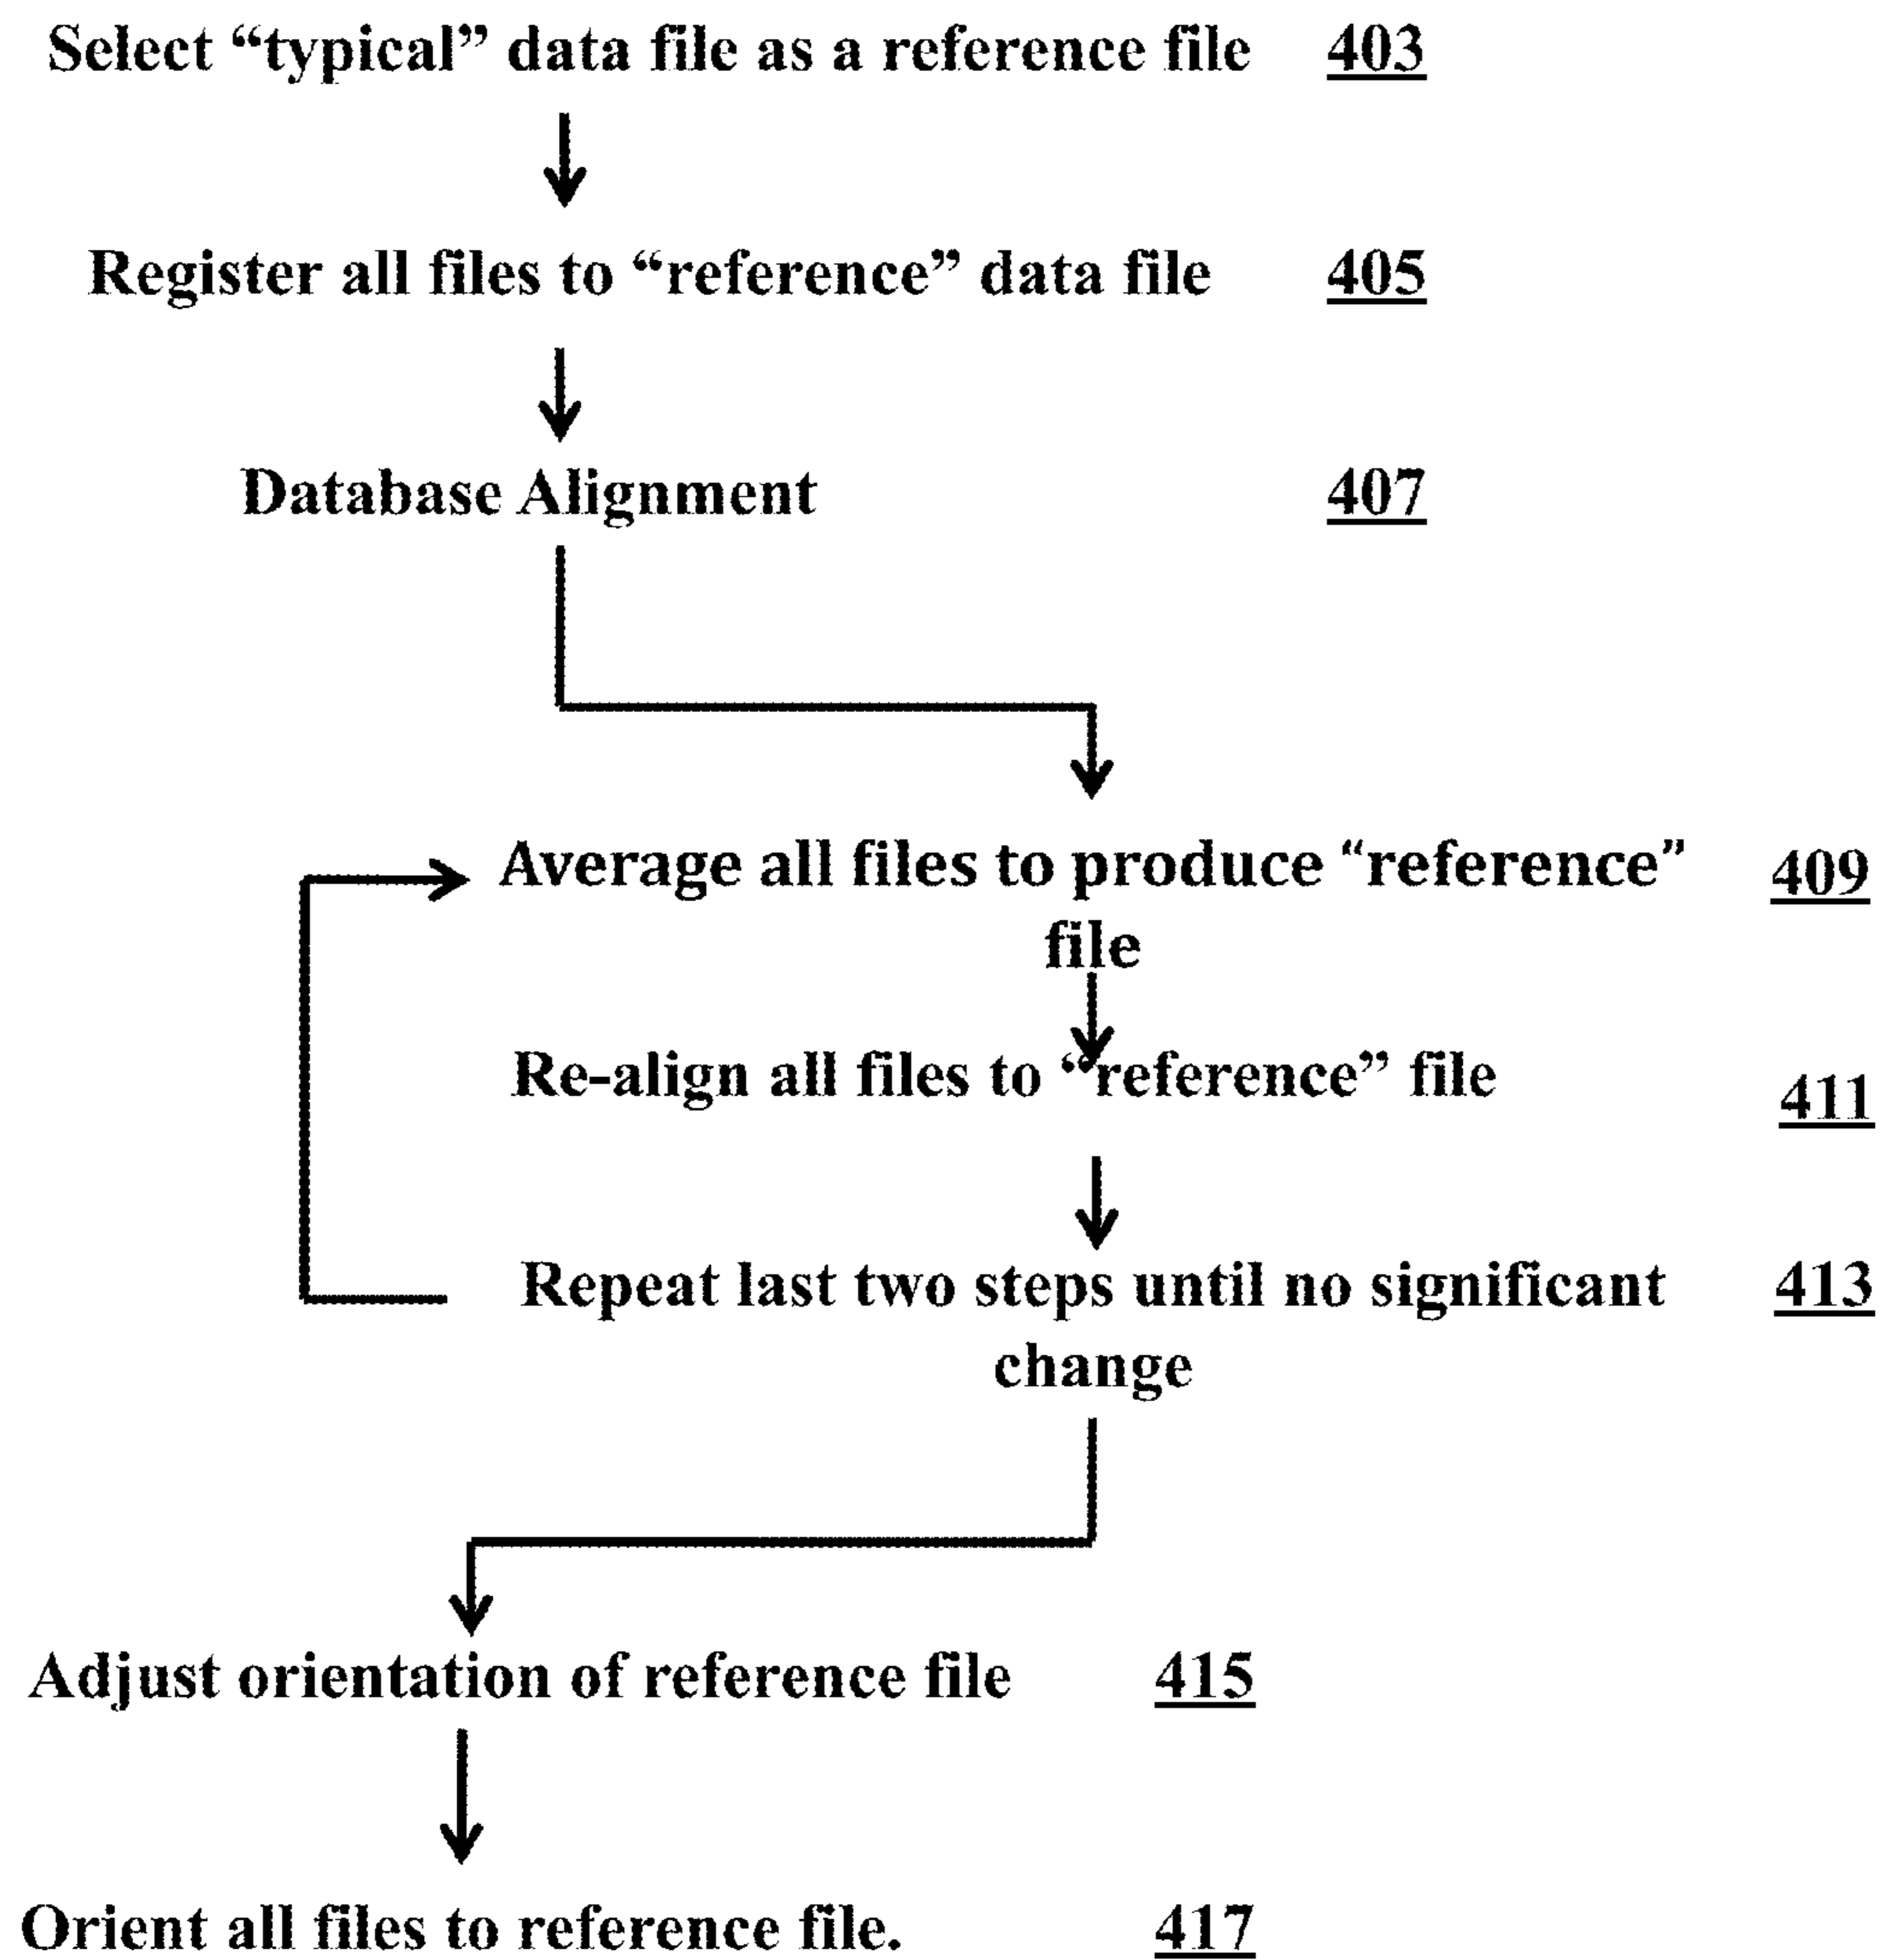 Select “typical” data file as a reference file 403
Register all files to “reference” data file 405
Database Alignment 407
Average all files to produce “reference” 409
file
Re-align all files to “reference” file 411
Repeat last two steps until no significant 413
change
Adjust orientation of reference file 415
Orient all files to reference file. 417